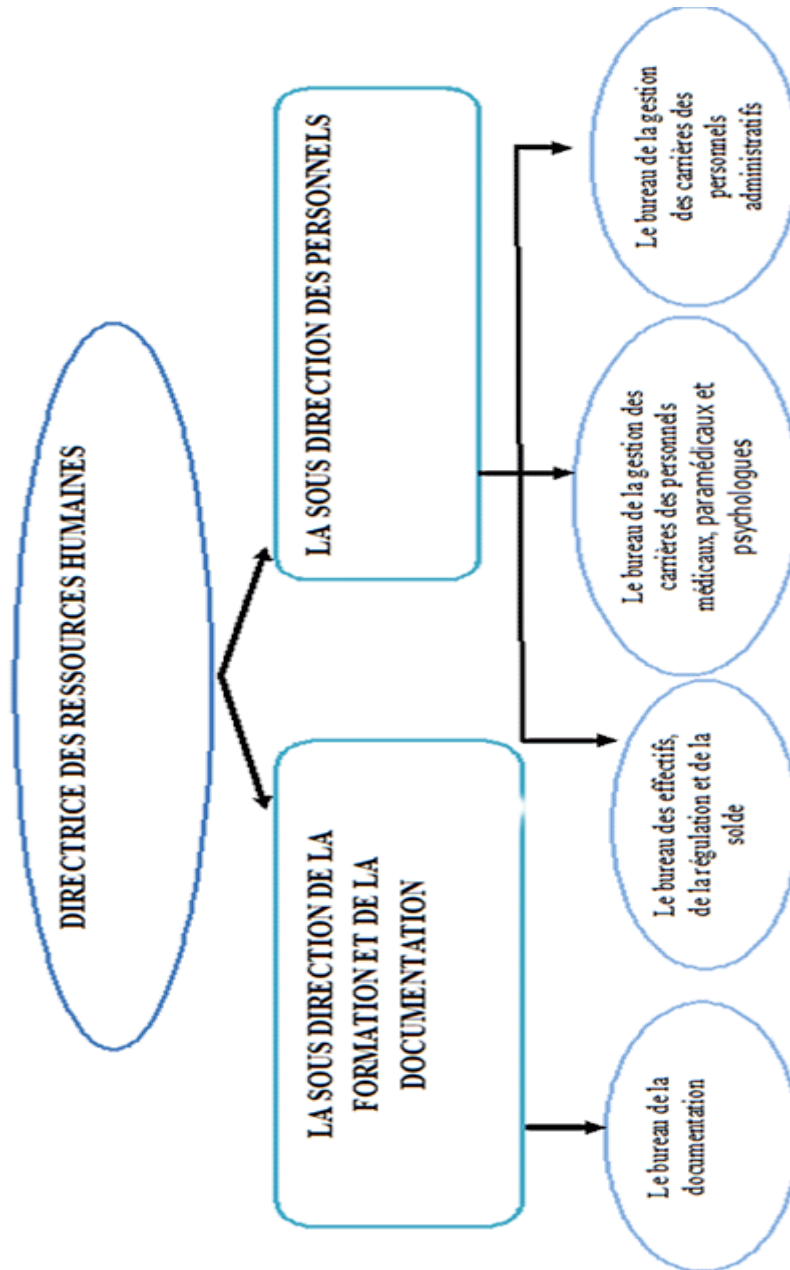 DIRECTRICE DES RESSOURCES HUMAINES
LA SOUS DIRECTION DE LA
FORMATION ET DE LA
DOCUMENTATION
LA SOUS DIRECTION DES PERSONNELS
Le bureau de la
documentation
Le bureau des effectifs,
de la régulation et de la
solde
Le bureau de la gestion des
carrières des personnels
médicaux, paramédicaux et
psychologues
Le bureau de la gestion
des carrières des
personnels
administratifs